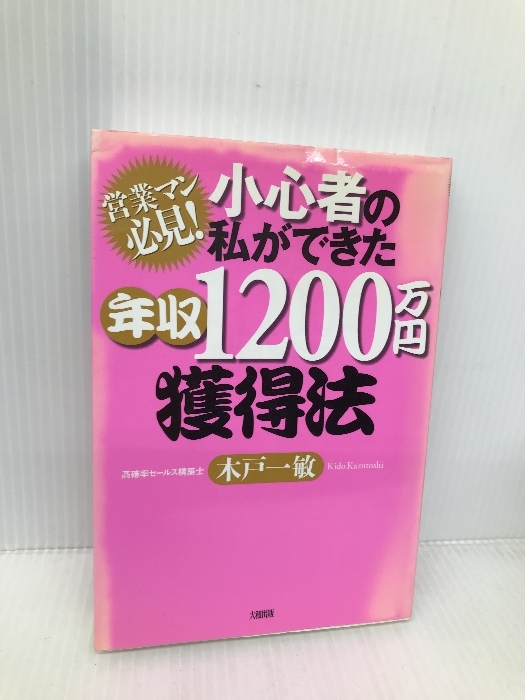 営業マン
必見!
小心者の
私ができた
年収1200万円
獲得法
高確率セールス構築士 木戸一敏 Kido Kazutoshi
大和出版